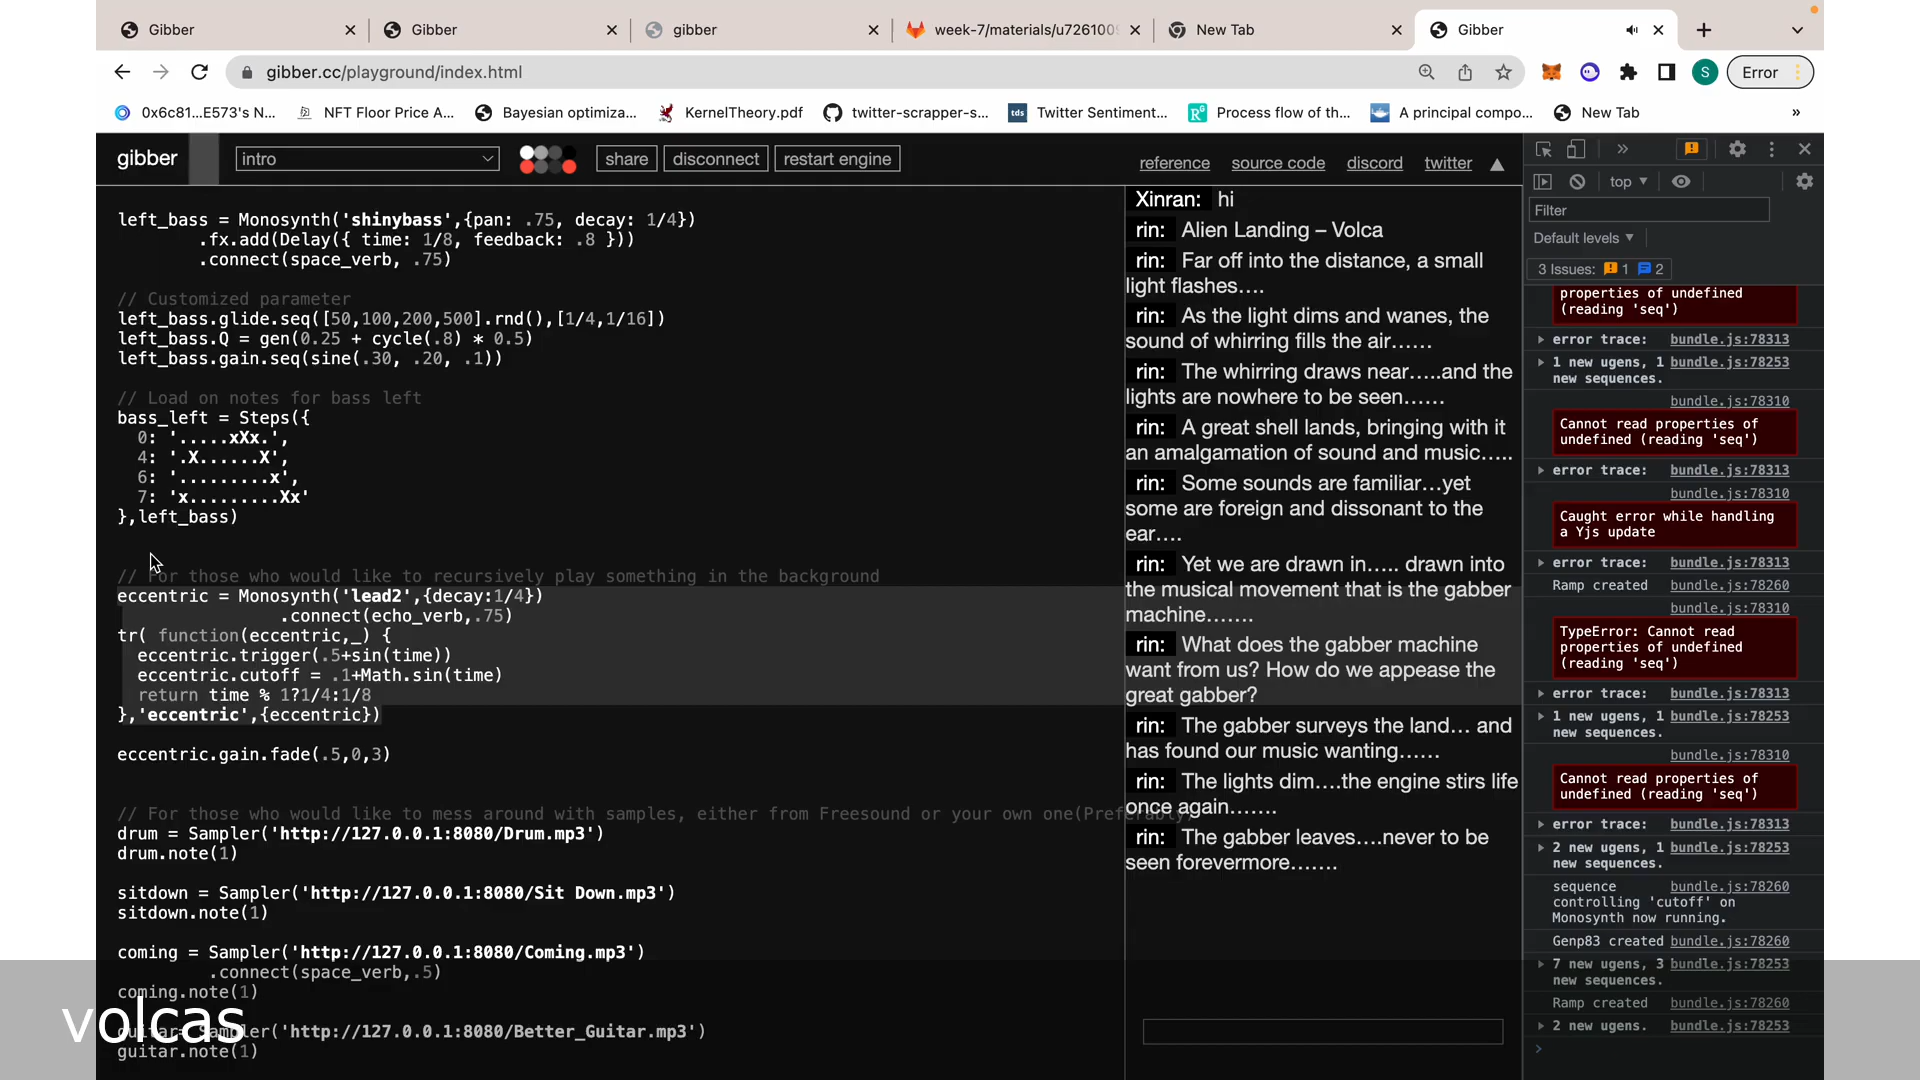 Gibber
Gibber
gibber
week-7/materials/u726100
New Tab
Gibber
gibber.cc/playground/index.html
S
Error
0x6c81...E573's N...
NFT Floor Price A...
Bayesian optimiza...
KernelTheory.pdf
twitter-scrapper-s...
tds Twitter Sentiment...
Process flow of th...
A principal compo...
New Tab
»
gibber
intro
share
disconnect
restart engine
reference
source code
discord
twitter
left_bass = Monosynth('shinybass',{pan: .75, decay: 1/4})
.fx.add(Delay({ time: 1/8, feedback: .8 }))
.connect(space_verb, .75)
// Customized parameter
left_bass.glide.seq([50,100,200,500].rnd(),[1/4,1/16])
left_bass.Q = gen(0.25 + cycle(.8) * 0.5)
left_bass.gain.seq(sine(.30, .20, .1))
// Load on notes for bass left
bass_left = Steps({
0: '.....xXx.',
4: '.X......X',
6: '.........x',
7: 'x.........Xx'
},left_bass)
// For those who would like to recursively play something in the background
eccentric = Monosynth('lead2',{decay:1/4})
.connect(echo_verb,.75)
tr( function(eccentric,_) {
eccentric.trigger(.5+sin(time))
eccentric.cutoff = .1+Math.sin(time)
return time % 1?1/4:1/8
},'eccentric',{eccentric})
eccentric.gain.fade(.5,0,3)
// For those who would like to mess around with samples, either from Freesound or your own one(Preferably,
drum = Sampler('http://127.0.0.1:8080/Drum.mp3')
drum.note(1)
sitdown = Sampler('http://127.0.0.1:8080/Sit Down.mp3')
sitdown.note(1)
coming = Sampler('http://127.0.0.1:8080/Coming.mp3')
.connect(space_verb,.5)
coming.note(1)
guitar = Sampler('http://127.0.0.1:8080/Better_Guitar.mp3')
guitar.note(1)
volcas
Xinran: hi
rin: Alien Landing – Volca
rin: Far off into the distance, a small
light flashes….
rin: As the light dims and wanes, the
sound of whirring fills the air……
rin: The whirring draws near…..and the
lights are nowhere to be seen……
rin: A great shell lands, bringing with it
an amalgamation of sound and music…..
rin: Some sounds are familiar…yet
some are foreign and dissonant to the
ear….
rin: Yet we are drawn in….. drawn into
the musical movement that is the gabber
machine…….
rin: What does the gabber machine
want from us? How do we appease the
great gabber?
rin: The gabber surveys the land… and
has found our music wanting……
rin: The lights dim….the engine stirs life
once again…….
rin: The gabber leaves….never to be
seen forevermore…….
top
Filter
Default levels
3 Issues: 1 2
properties of undefined
(reading 'seq')
error trace: bundle.js:78313
1 new ugens, 1 bundle.js:78253
new sequences.
bundle.js:78310
Cannot read properties of
undefined (reading 'seq')
error trace: bundle.js:78313
bundle.js:78310
Caught error while handling
a Yjs update
error trace: bundle.js:78313
Ramp created bundle.js:78260
bundle.js:78310
TypeError: Cannot read
properties of undefined
(reading 'seq')
error trace: bundle.js:78313
1 new ugens, 1 bundle.js:78253
new sequences.
bundle.js:78310
Cannot read properties of
undefined (reading 'seq')
error trace: bundle.js:78313
2 new ugens, 1 bundle.js:78253
new sequences.
sequence bundle.js:78260
controlling 'cutoff' on
Monosynth now running.
Genp83 created bundle.js:78260
7 new ugens, 3 bundle.js:78253
new sequences.
Ramp created bundle.js:78260
2 new ugens. bundle.js:78253